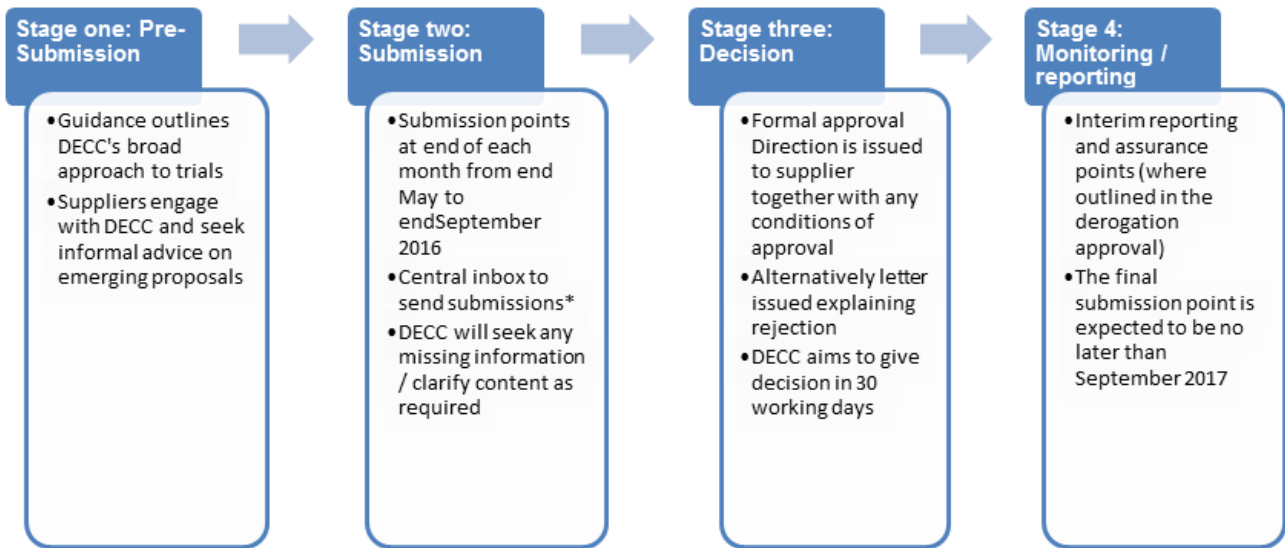 Stage one: Pre-
Submission
•Guidance outlines
DECC's broad
approach to trials
•Suppliers engage
with DECC and seek
informal advice on
emerging proposals
Stage two:
Submission
•Submission points
at end of each
month from end
May to
endSeptember
2016
•Central inbox to
send submissions*
•DECC will seek any
missing information
/ clarify content as
required
Stage three:
Decision
•Formal approval
Direction is issued
to supplier
together with any
conditions of
approval
•Alternatively letter
issued explaining
rejection
•DECC aims to give
decision in 30
working days
Stage 4:
Monitoring /
reporting
•Interim reporting
and assurance
points (where
outlined in the
derogation
approval)
•The final
submission point is
expected to be no
later than
September 2017